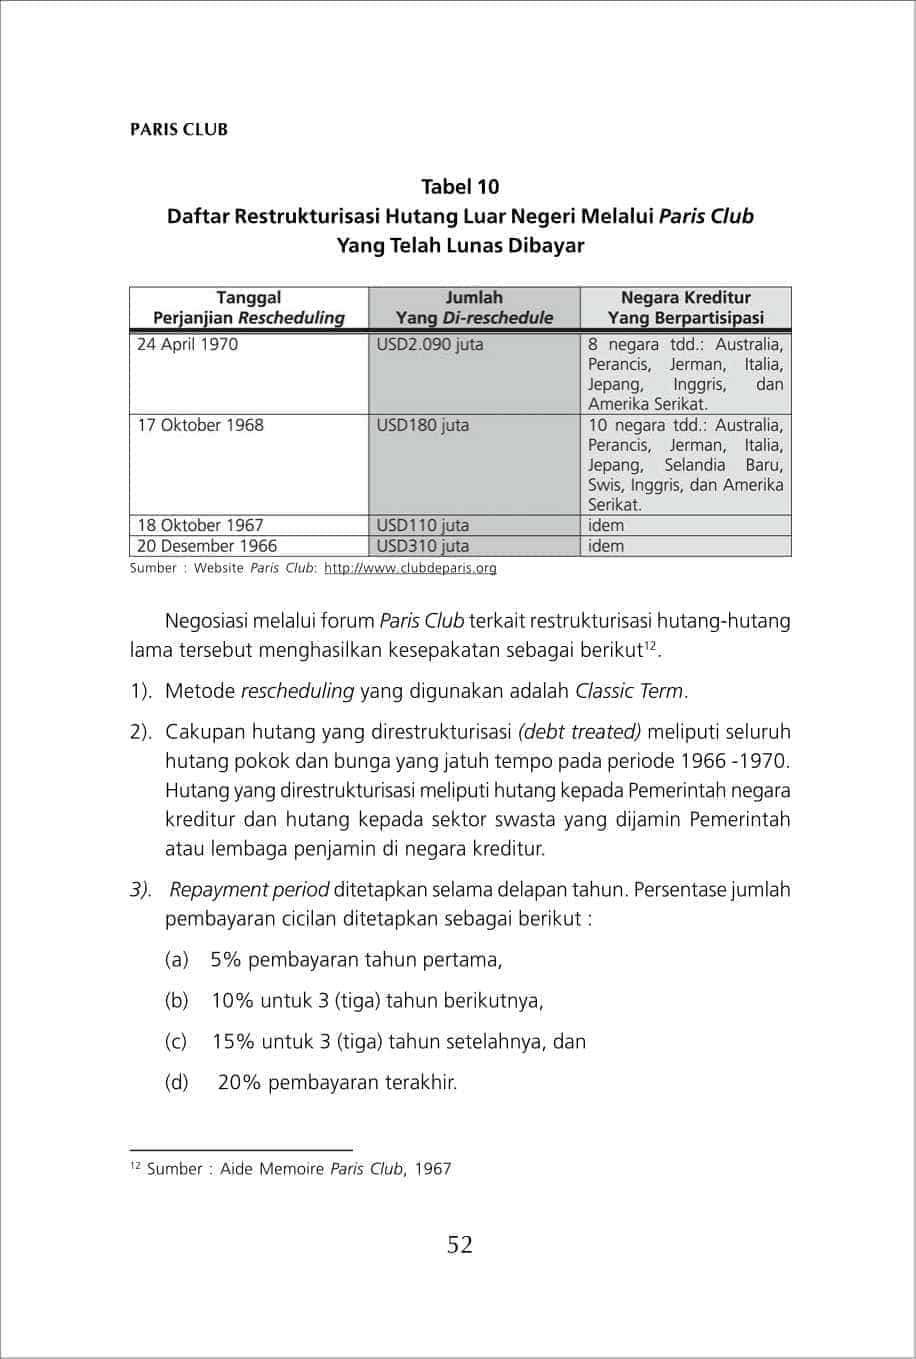 PARIS CLUB
Tabel 10
Daftar Restrukturisasi Hutang Luar Negeri Melalui Paris Club
Yang Telah Lunas Dibayar
Tanggal
Perjanjian Rescheduling
Jumlah
Yang Di-reschedule
Negara Kreditur
Yang Berpartisipasi
24 April 1970
USD2.090 juta
8 negara tdd.: Australia,
Perancis, Jerman, Italia,
Jepang, Inggris, dan
Amerika Serikat.
17 Oktober 1968
USD180 juta
10 negara tdd.: Australia,
Perancis, Jerman, Italia,
Jepang, Selandia Baru,
Swis, Inggris, dan Amerika
Serikat.
18 Oktober 1967
USD110 juta
idem
20 Desember 1966
USD310 juta
idem
Sumber : Website Paris Club: http://www.clubdeparis.org
Negosiasi melalui forum Paris Club terkait restrukturisasi hutang-hutang
lama tersebut menghasilkan kesepakatan sebagai berikut¹².
1). Metode rescheduling yang digunakan adalah Classic Term.
2). Cakupan hutang yang direstrukturisasi (debt treated) meliputi seluruh
hutang pokok dan bunga yang jatuh tempo pada periode 1966 -1970.
Hutang yang direstrukturisasi meliputi hutang kepada Pemerintah negara
kreditur dan hutang kepada sektor swasta yang dijamin Pemerintah
atau lembaga penjamin di negara kreditur.
3). Repayment period ditetapkan selama delapan tahun. Persentase jumlah
pembayaran cicilan ditetapkan sebagai berikut :
(a) 5% pembayaran tahun pertama,
(b) 10% untuk 3 (tiga) tahun berikutnya,
(c) 15% untuk 3 (tiga) tahun setelahnya, dan
(d) 20% pembayaran terakhir.
¹² Sumber : Aide Memoire Paris Club, 1967
52